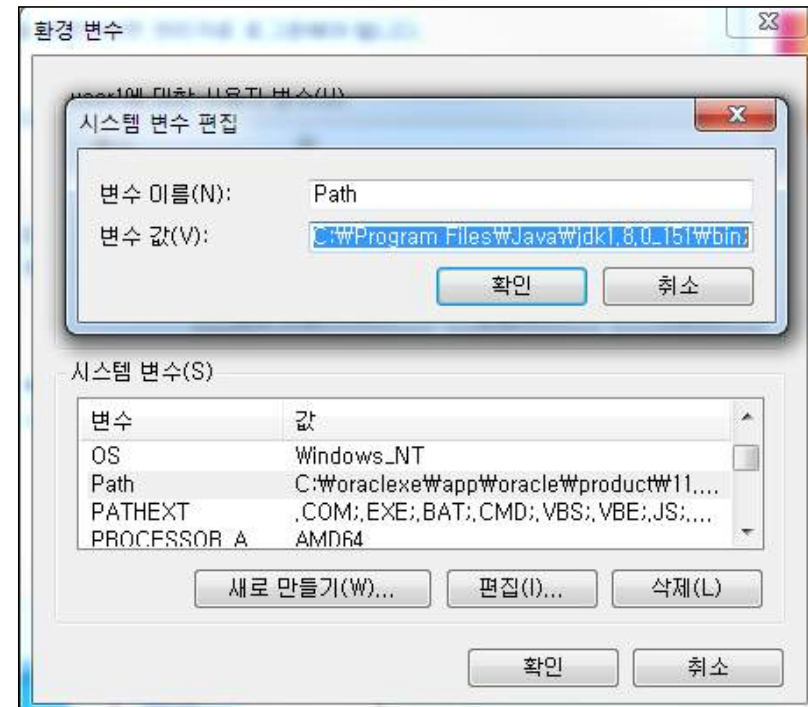 환경 변수
시스템 변수 편집
변수 이름(N): Path
변수 값(V): C:₩Program Files₩Java₩jdk1.8.0_151₩bin;
확인 취소
시스템 변수(S)
변수 값
OS Windows_NT
Path C:₩oraclexe₩app₩oracle₩product₩11....
PATHEXT .COM;.EXE;.BAT;.CMD;.VBS;.VBE;.JS;....
PROCESSOR_A AMD64
새로 만들기(W)... 편집(I)... 삭제(L)
확인 취소